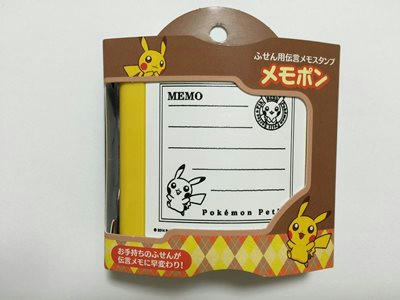 ふせん用伝言メモスタンプ
メモポン
MEMO
Pokémon Peti
お手持ちのふせんが
伝言メモに早変わり!